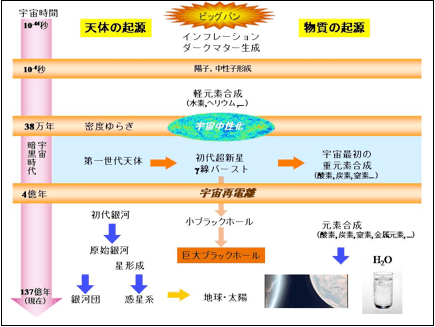 宇宙時間
天体の起源
ビッグバン
物質の起源
10⁻⁴⁴秒
インフレーション
ダークマター生成
10⁻⁵秒
陽子,中性子形成
軽元素合成
(水素,ヘリウム,...)
38万年
密度ゆらぎ
宇宙中性化
宇宙
暗黒時代
第一世代天体
初代超新星
γ線バースト
宇宙最初の
重元素合成
(酸素,炭素,窒素...)
4億年
宇宙再電離
初代銀河
小ブラックホール
元素合成
(酸素,炭素,窒素,金属元素,...)
原始銀河
星形成
巨大ブラックホール
H₂O
137億年
(現在)
銀河団
惑星系
地球・太陽